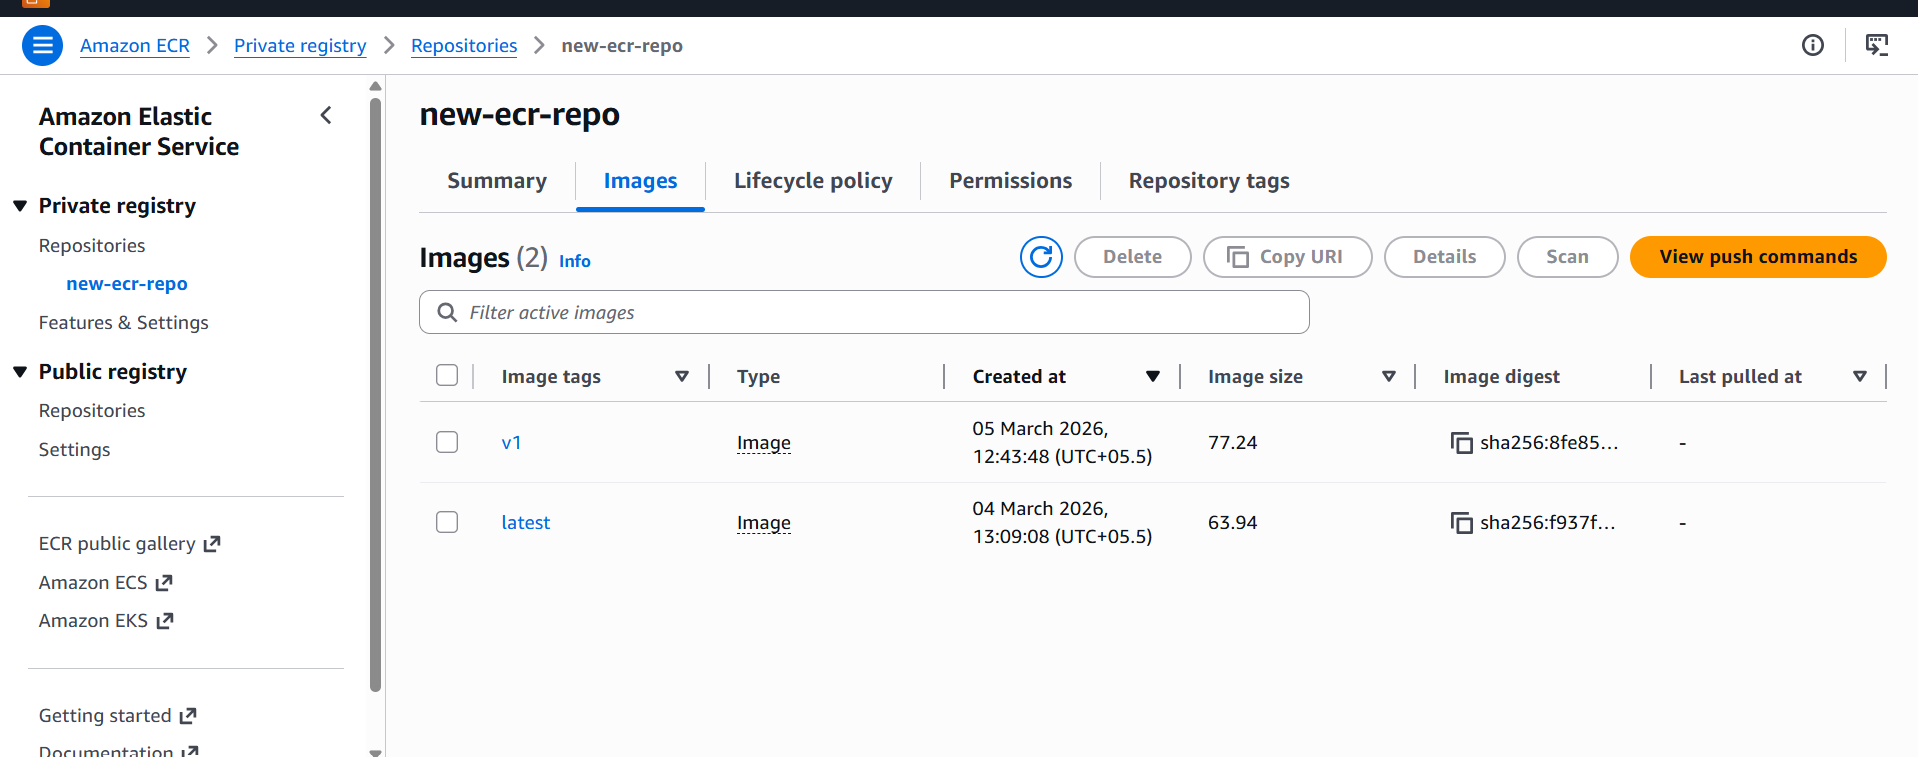 Amazon ECR > Private registry > Repositories > new-ecr-repo
Amazon Elastic
Container Service
Private registry
Repositories
new-ecr-repo
Features & Settings
Public registry
Repositories
Settings
ECR public gallery
Amazon ECS
Amazon EKS
Getting started
Documentation
new-ecr-repo
Summary Images Lifecycle policy Permissions Repository tags
Images (2) Info Delete Copy URI Details Scan View push commands
Filter active images
Image tags Type Created at Image size Image digest Last pulled at
v1 Image 05 March 2026, 77.24 sha256:8fe85... -
12:43:48 (UTC+05.5)
latest Image 04 March 2026, 63.94 sha256:f937f... -
13:09:08 (UTC+05.5)